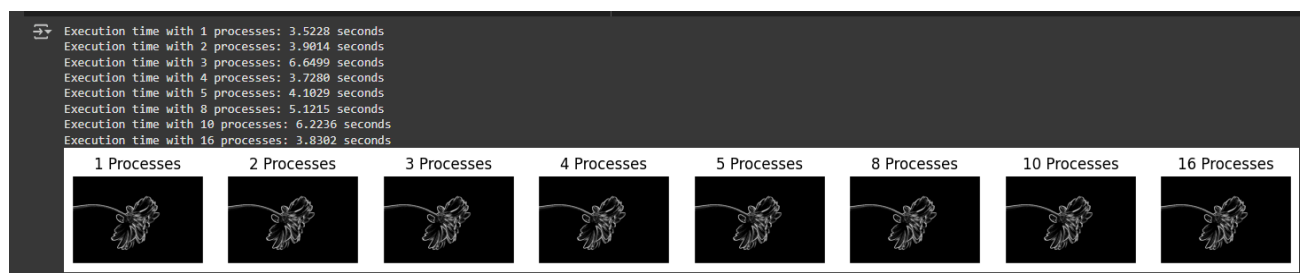 Execution time with 1 processes: 3.5228 seconds
Execution time with 2 processes: 3.9014 seconds
Execution time with 3 processes: 6.6499 seconds
Execution time with 4 processes: 3.7280 seconds
Execution time with 5 processes: 4.1029 seconds
Execution time with 8 processes: 5.1215 seconds
Execution time with 10 processes: 6.2236 seconds
Execution time with 16 processes: 3.8302 seconds
1 Processes 2 Processes 3 Processes 4 Processes 5 Processes 8 Processes 10 Processes 16 Processes